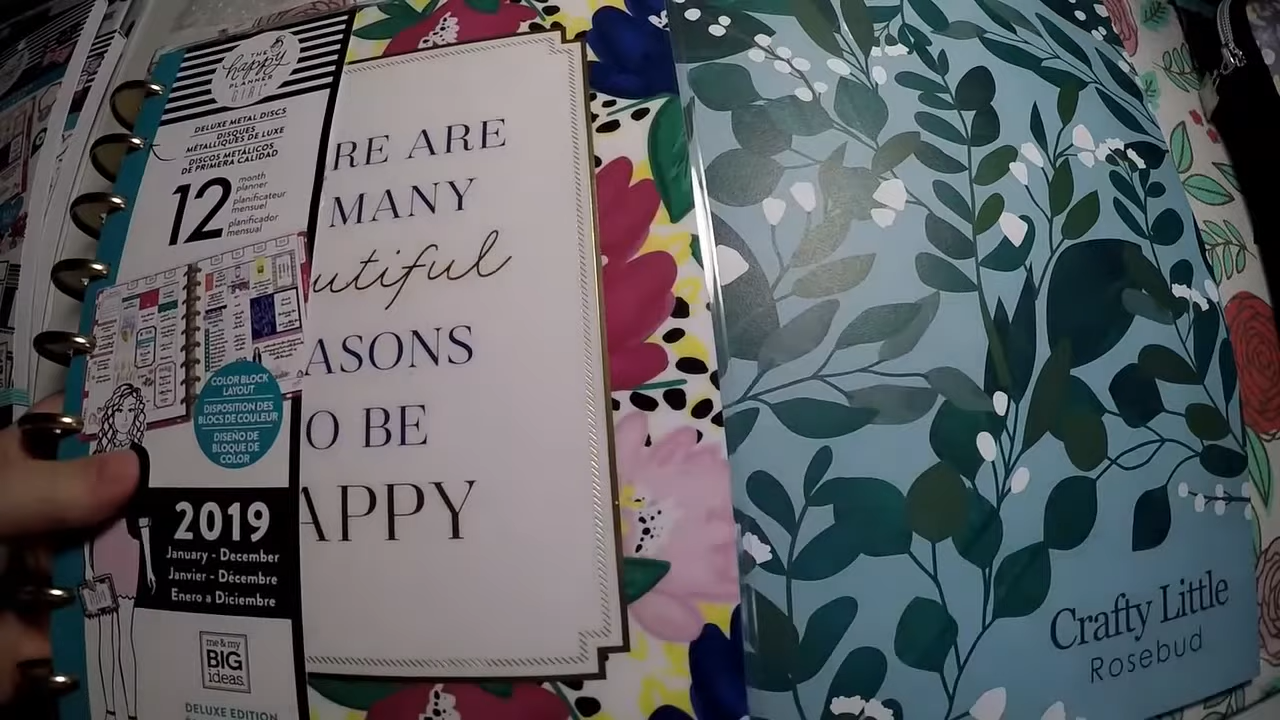 THE
happy
PLANNER
GIRL
DELUXE METAL DISCS
DISQUES
MÉTALLIQUES DE LUXE
DISCOS METÁLICOS
DE PRIMERA CALIDAD
12 month
planner
planificateur
mensuel
planificador
mensual
COLOR BLOCK
LAYOUT
DISPOSITION DES
BLOCS DE COULEUR
DISEÑO DE
BLOQUE DE
COLOR
2019
January - December
Janvier - Décembre
Enero a Diciembre
me & my
BIG
ideas
DELUXE EDITION
RE ARE
MANY
utiful
ASONS
O BE
APPY
Crafty Little
Rosebud